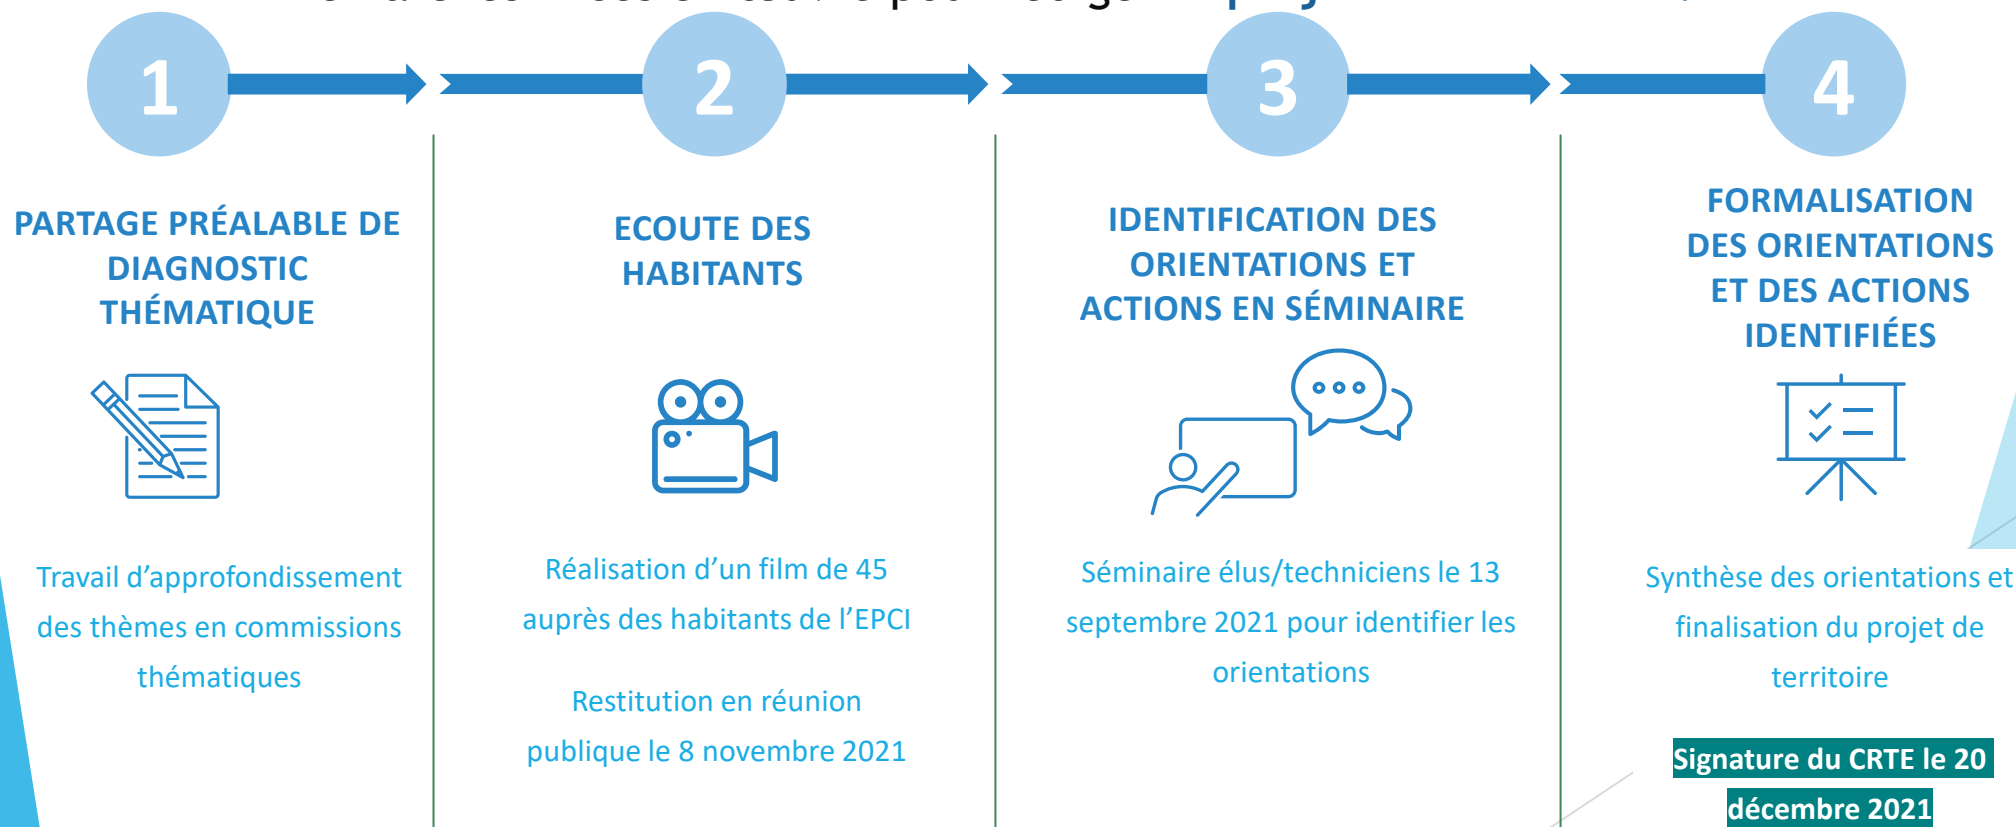 1
2
3
4
PARTAGE PRÉALABLE DE
DIAGNOSTIC
THÉMATIQUE
Travail d’approfondissement
des thèmes en commissions
thématiques
ECOUTE DES
HABITANTS
Réalisation d’un film de 45
auprès des habitants de l’EPCI
Restitution en réunion
publique le 8 novembre 2021
IDENTIFICATION DES
ORIENTATIONS ET
ACTIONS EN SÉMINAIRE
Séminaire élus/techniciens le 13
septembre 2021 pour identifier les
orientations
FORMALISATION
DES ORIENTATIONS
ET DES ACTIONS
IDENTIFIÉES
Synthèse des orientations et
finalisation du projet de
territoire
Signature du CRTE le 20
décembre 2021